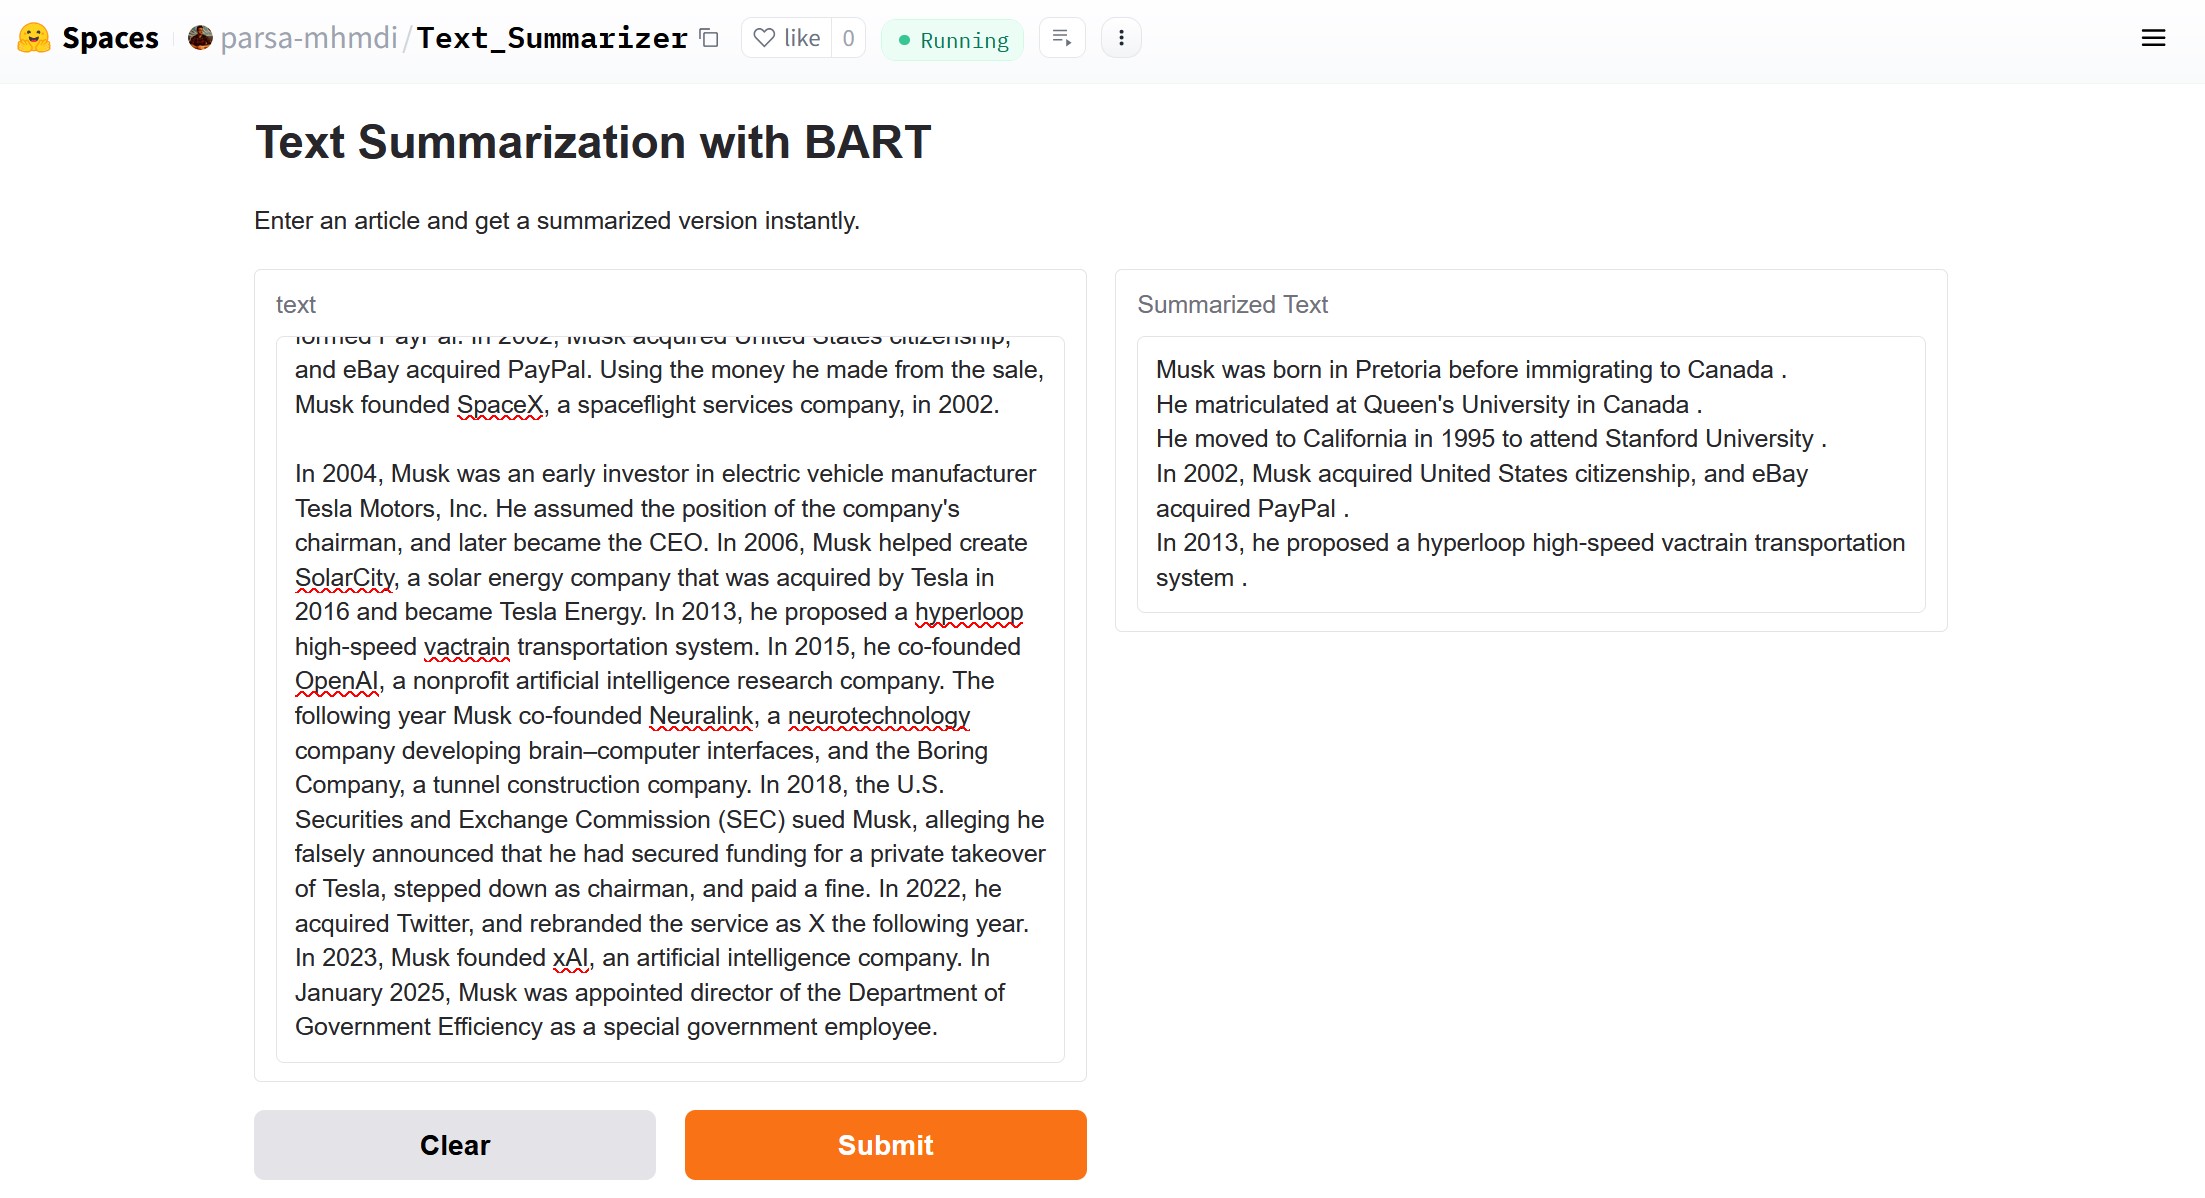 Spaces parsa-mhmdi/Text_Summarizer like 0 Running
Text Summarization with BART
Enter an article and get a summarized version instantly.
text
formed PayPal. In 2002, Musk acquired United States citizenship,
and eBay acquired PayPal. Using the money he made from the sale,
Musk founded SpaceX, a spaceflight services company, in 2002.
In 2004, Musk was an early investor in electric vehicle manufacturer
Tesla Motors, Inc. He assumed the position of the company's
chairman, and later became the CEO. In 2006, Musk helped create
SolarCity, a solar energy company that was acquired by Tesla in
2016 and became Tesla Energy. In 2013, he proposed a hyperloop
high-speed vactrain transportation system. In 2015, he co-founded
OpenAI, a nonprofit artificial intelligence research company. The
following year Musk co-founded Neuralink, a neurotechnology
company developing brain–computer interfaces, and the Boring
Company, a tunnel construction company. In 2018, the U.S.
Securities and Exchange Commission (SEC) sued Musk, alleging he
falsely announced that he had secured funding for a private takeover
of Tesla, stepped down as chairman, and paid a fine. In 2022, he
acquired Twitter, and rebranded the service as X the following year.
In 2023, Musk founded xAI, an artificial intelligence company. In
January 2025, Musk was appointed director of the Department of
Government Efficiency as a special government employee.
Clear
Submit
Summarized Text
Musk was born in Pretoria before immigrating to Canada .
He matriculated at Queen's University in Canada .
He moved to California in 1995 to attend Stanford University .
In 2002, Musk acquired United States citizenship, and eBay
acquired PayPal .
In 2013, he proposed a hyperloop high-speed vactrain transportation
system .